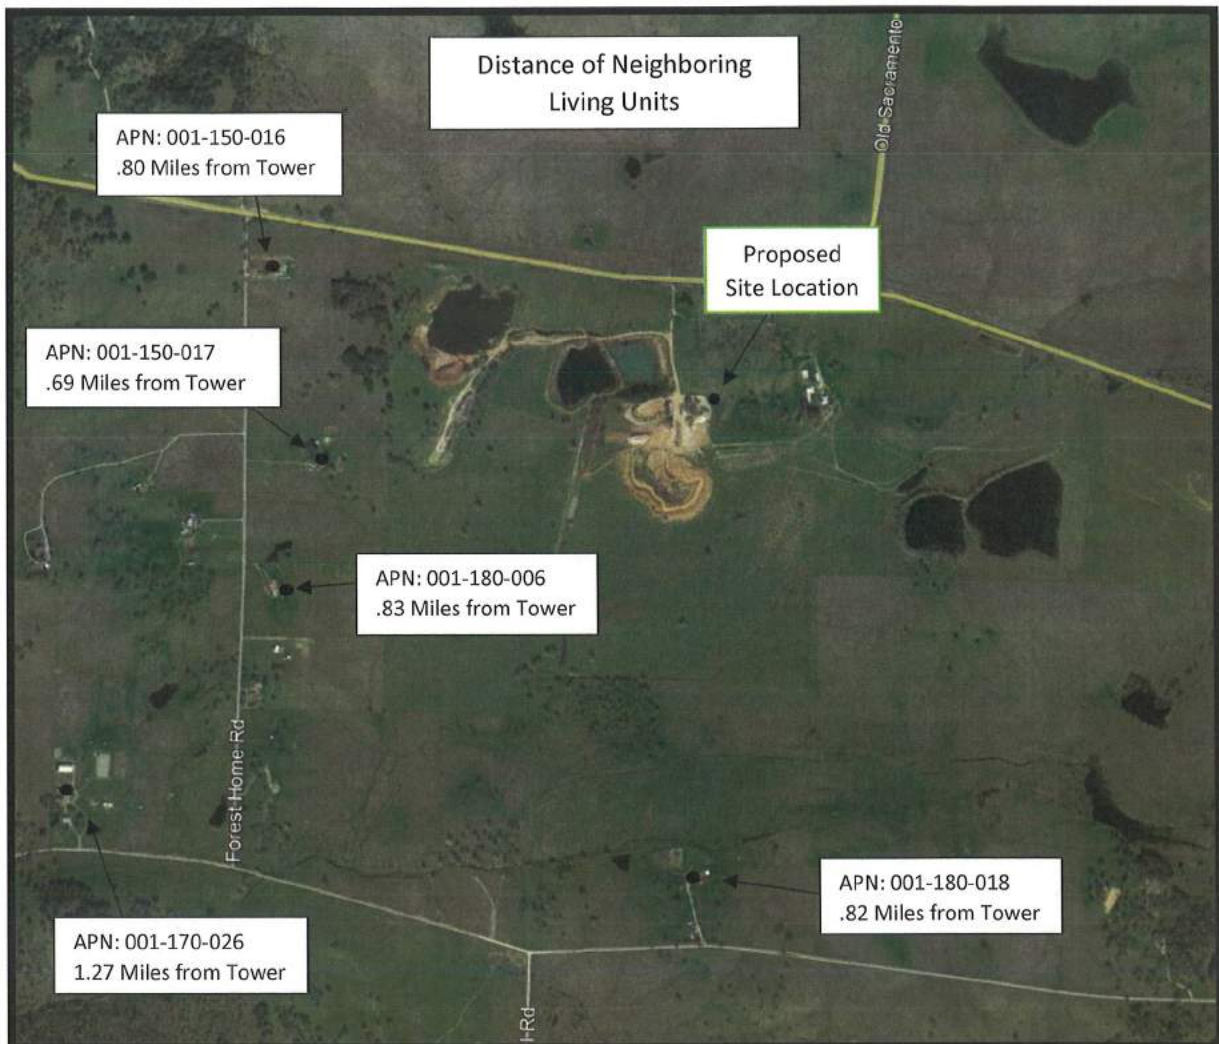 Distance of Neighboring
Living Units
Old Sacramento
APN: 001-150-016
.80 Miles from Tower
Proposed
Site Location
APN: 001-150-017
.69 Miles from Tower
APN: 001-180-006
.83 Miles from Tower
Forest Home Rd
APN: 001-180-018
.82 Miles from Tower
APN: 001-170-026
1.27 Miles from Tower
I-Rd